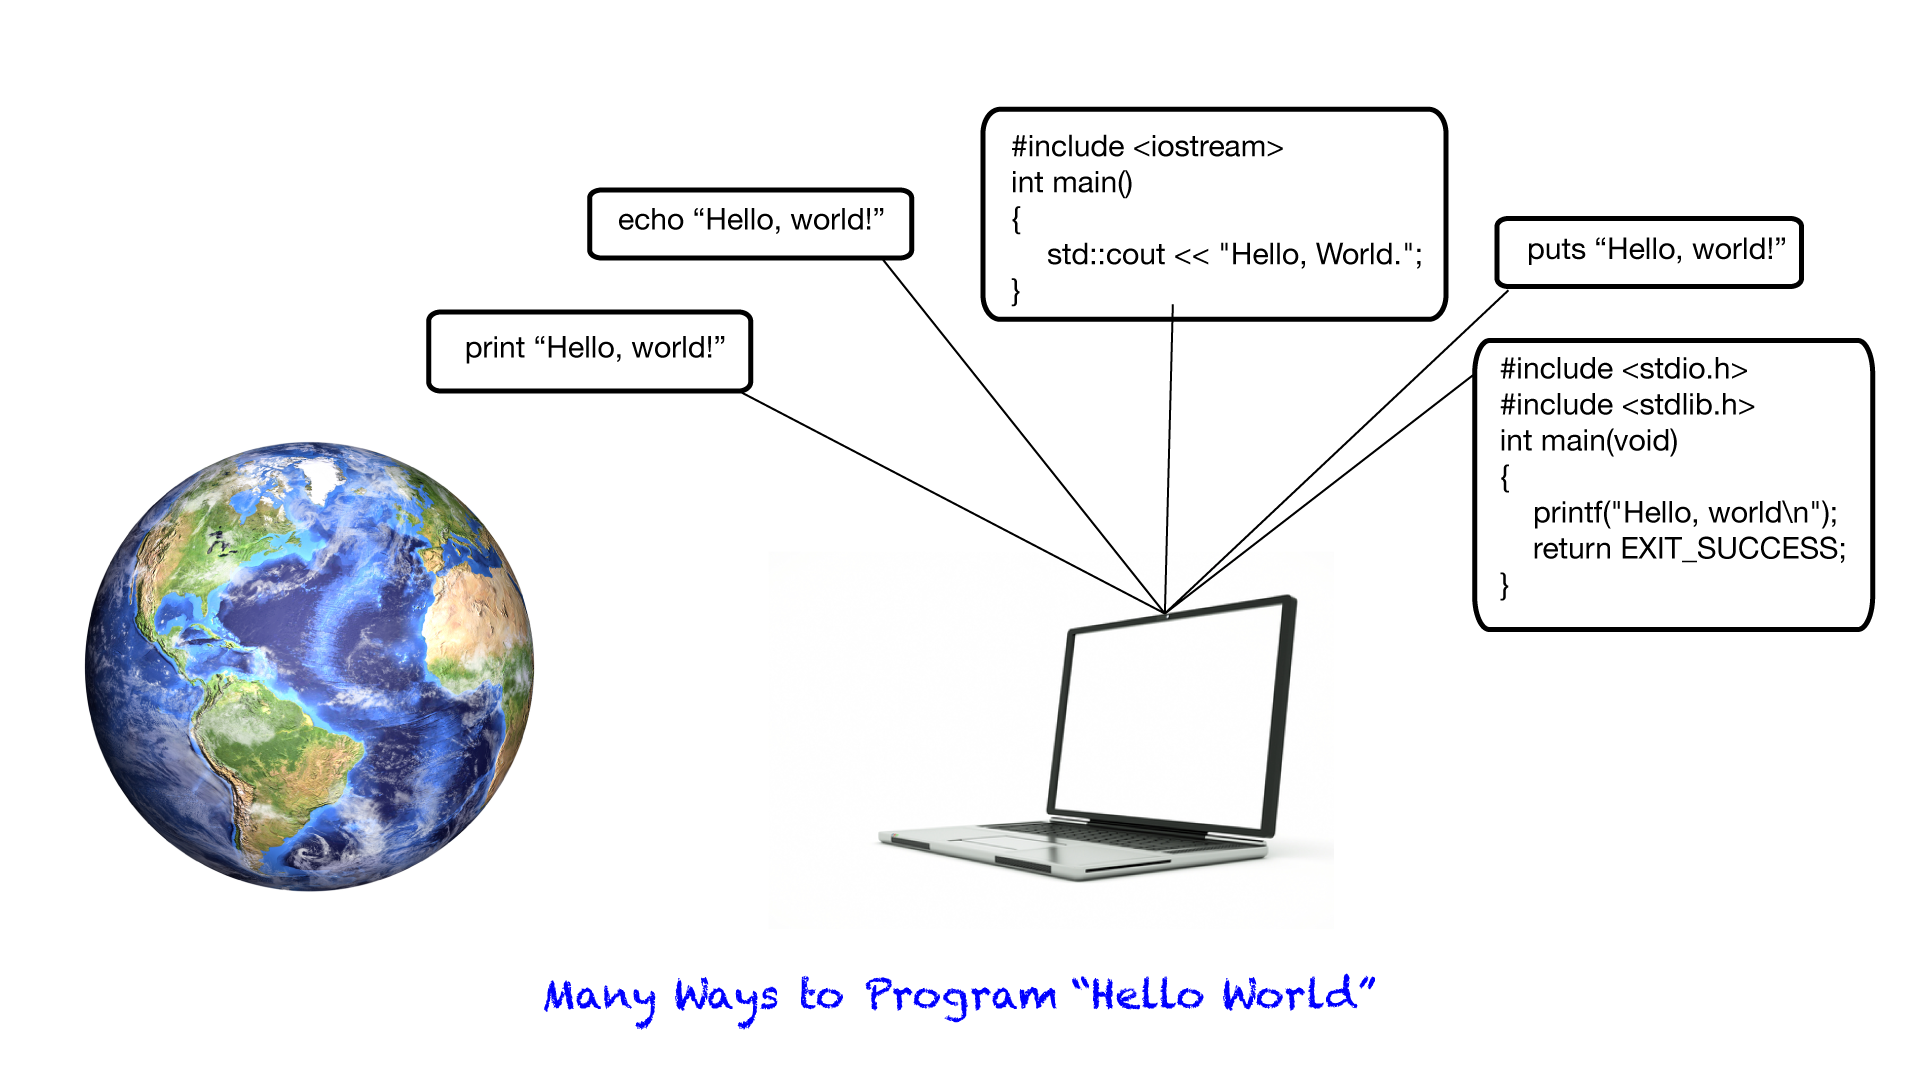 print “Hello, world!”
echo “Hello, world!”
#include <iostream>
int main()
{
std::cout << "Hello, World.";
}
puts “Hello, world!”
#include <stdio.h>
#include <stdlib.h>
int main(void)
{
printf("Hello, world\n");
return EXIT_SUCCESS;
}
Many Ways to Program “Hello World”